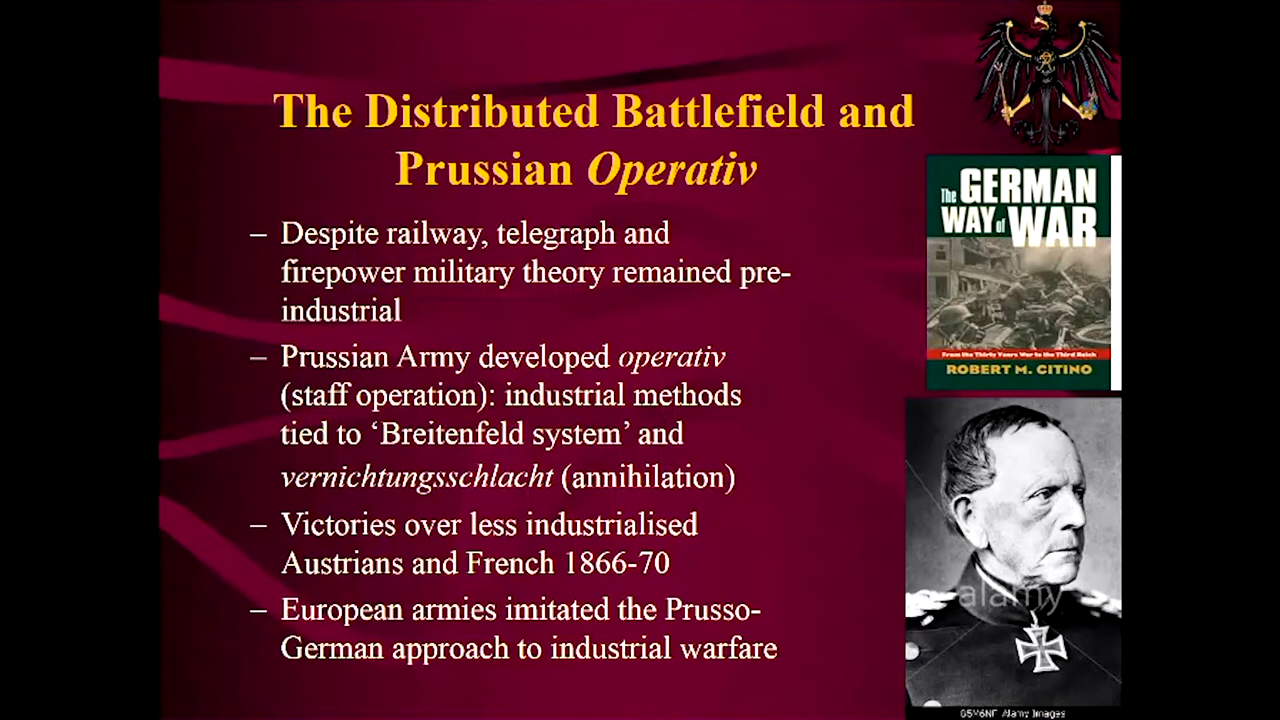 The Distributed Battlefield and
Prussian Operativ
– Despite railway, telegraph and
firepower military theory remained pre-
industrial
– Prussian Army developed operativ
(staff operation): industrial methods
tied to ‘Breitenfeld system’ and
vernichtungsschlacht (annihilation)
– Victories over less industrialised
Austrians and French 1866-70
– European armies imitated the Prusso-
German approach to industrial warfare
The GERMAN
WAY of WAR
From the Thirty Years War to the Third Reich
ROBERT M. CITINO
alamy
G5M6NF Alamy Images